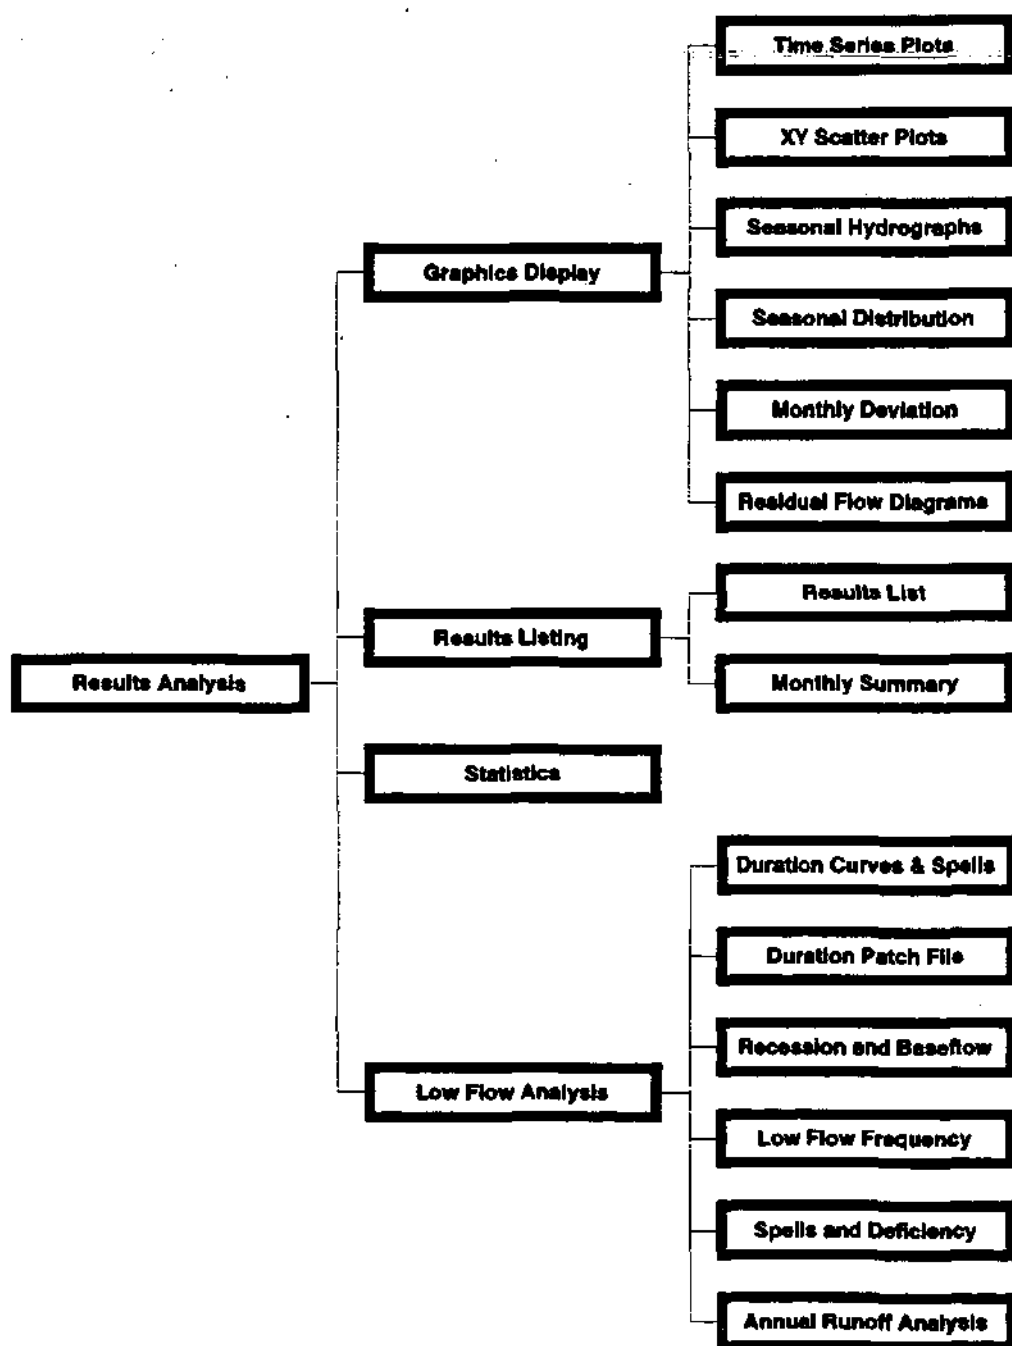 Time Series Plots
XY Scatter Plots
Seasonal Hydrographs
Graphics Display
Seasonal Distribution
Monthly Deviation
Residual Flow Diagrams
Results List
Results Listing
Results Analysis
Monthly Summary
Statistics
Duration Curves & Spells
Duration Patch File
Recession and Baseflow
Low Flow Analysis
Low Flow Frequency
Spells and Deficiency
Annual Runoff Analysis